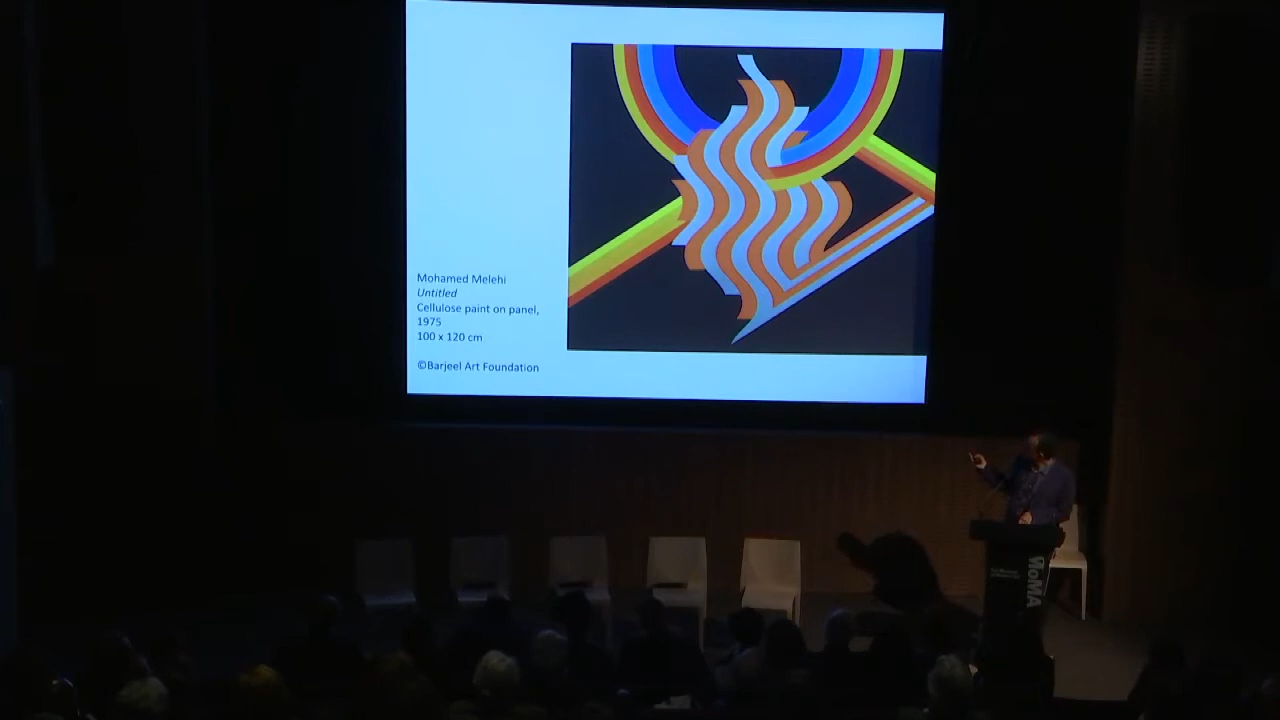 Mohamed Melehi
Untitled
Cellulose paint on panel,
1975
100 x 120 cm
©Barjeel Art Foundation
MoMA